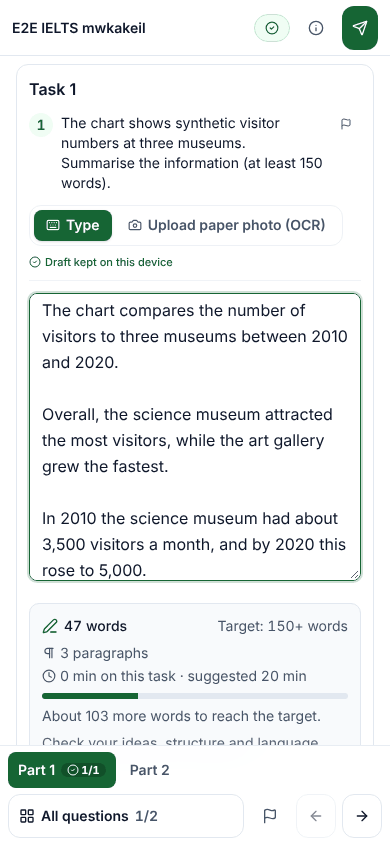 E2E IELTS mwkakeil
Task 1
1
The chart shows synthetic visitor
numbers at three museums.
Summarise the information (at least 150
words).
Type
Upload paper photo (OCR)
Draft kept on this device
The chart compares the number of
visitors to three museums between 2010
and 2020.
Overall, the science museum attracted
the most visitors, while the art gallery
grew the fastest.
In 2010 the science museum had about
3,500 visitors a month, and by 2020 this
rose to 5,000.
47 words
Target: 150+ words
¶ 3 paragraphs
0 min on this task · suggested 20 min
About 103 more words to reach the target.
Check your ideas, structure and language
Part 1 1/1
Part 2
All questions 1/2